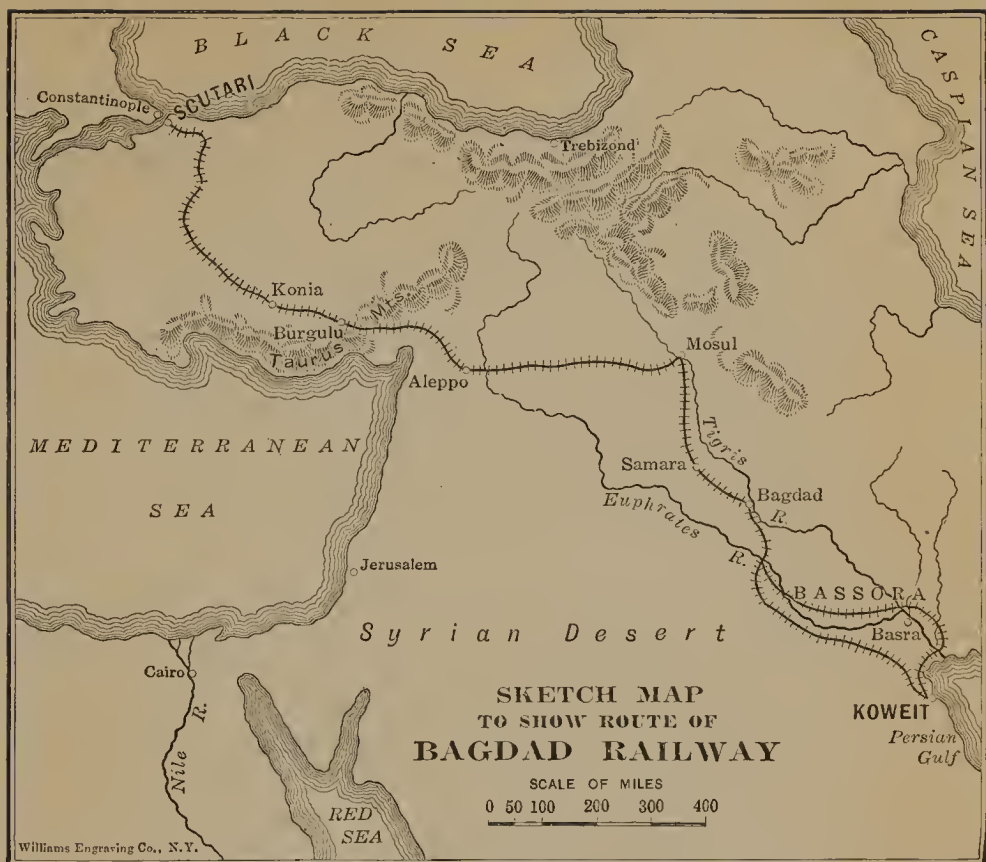 BLACK SEA
CASPIAN SEA
Constantinople
SCUTARI
Trebizond
Konia
Burgulu
Taurus Mts.
Aleppo
Mosul
MEDITERRANEAN
SEA
Tigris
R.
Samara
Bagdad
Euphrates
R.
Jerusalem
BASSORA
Basra
Syrian Desert
Cairo
Nile R.
KOWEIT
Persian
Gulf
RED
SEA
SKETCH MAP
TO SHOW ROUTE OF
BAGDAD RAILWAY
SCALE OF MILES
0 50 100 200 300 400
Williams Engraving Co., N.Y.